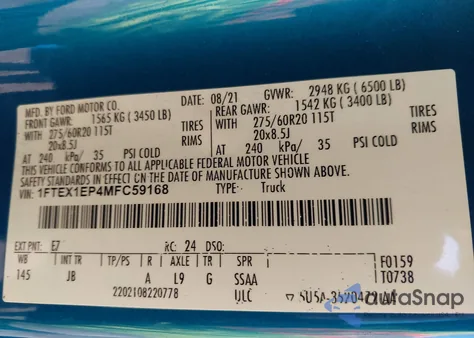 MFD. BY FORD MOTOR CO. DATE: 08/21 GVWR: 2948 KG (6500 LB)
FRONT GAWR: 1565 KG (3450 LB) REAR GAWR: 1542 KG (3400 LB)
WITH 275/60R20 115T TIRES WITH 275/60R20 115T TIRES
20x8.5J RIMS 20x8.5J RIMS
AT 240 kPa/ 35 PSI COLD AT 240 kPa/ 35 PSI COLD
THIS VEHICLE CONFORMS TO ALL APPLICABLE FEDERAL MOTOR VEHICLE
SAFETY STANDARDS IN EFFECT ON THE DATE OF MANUFACTURE SHOWN ABOVE.
VIN: 1FTEX1EP4MFC59168 TYPE: Truck
EXT PNT: E7 RC: 24 DSO: F0159
WB INT TR TP/PS R AXLE TR SPR T0738
145 JB A L9 G SSAA
2202108220778 ULC
autoSnap